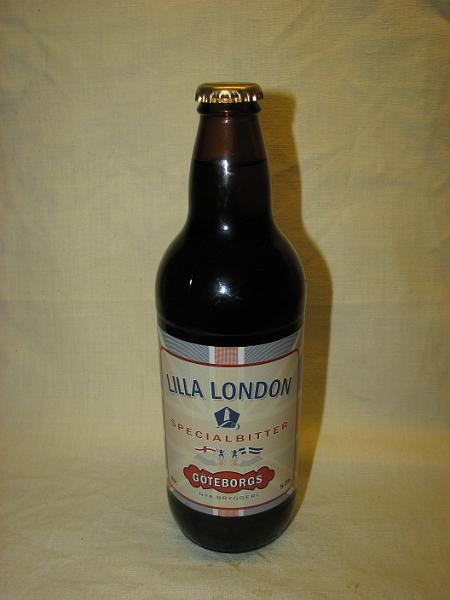 LILLA LONDON
SPECIALBITTER
GÖTEBORGS
NYA BRYGGERI